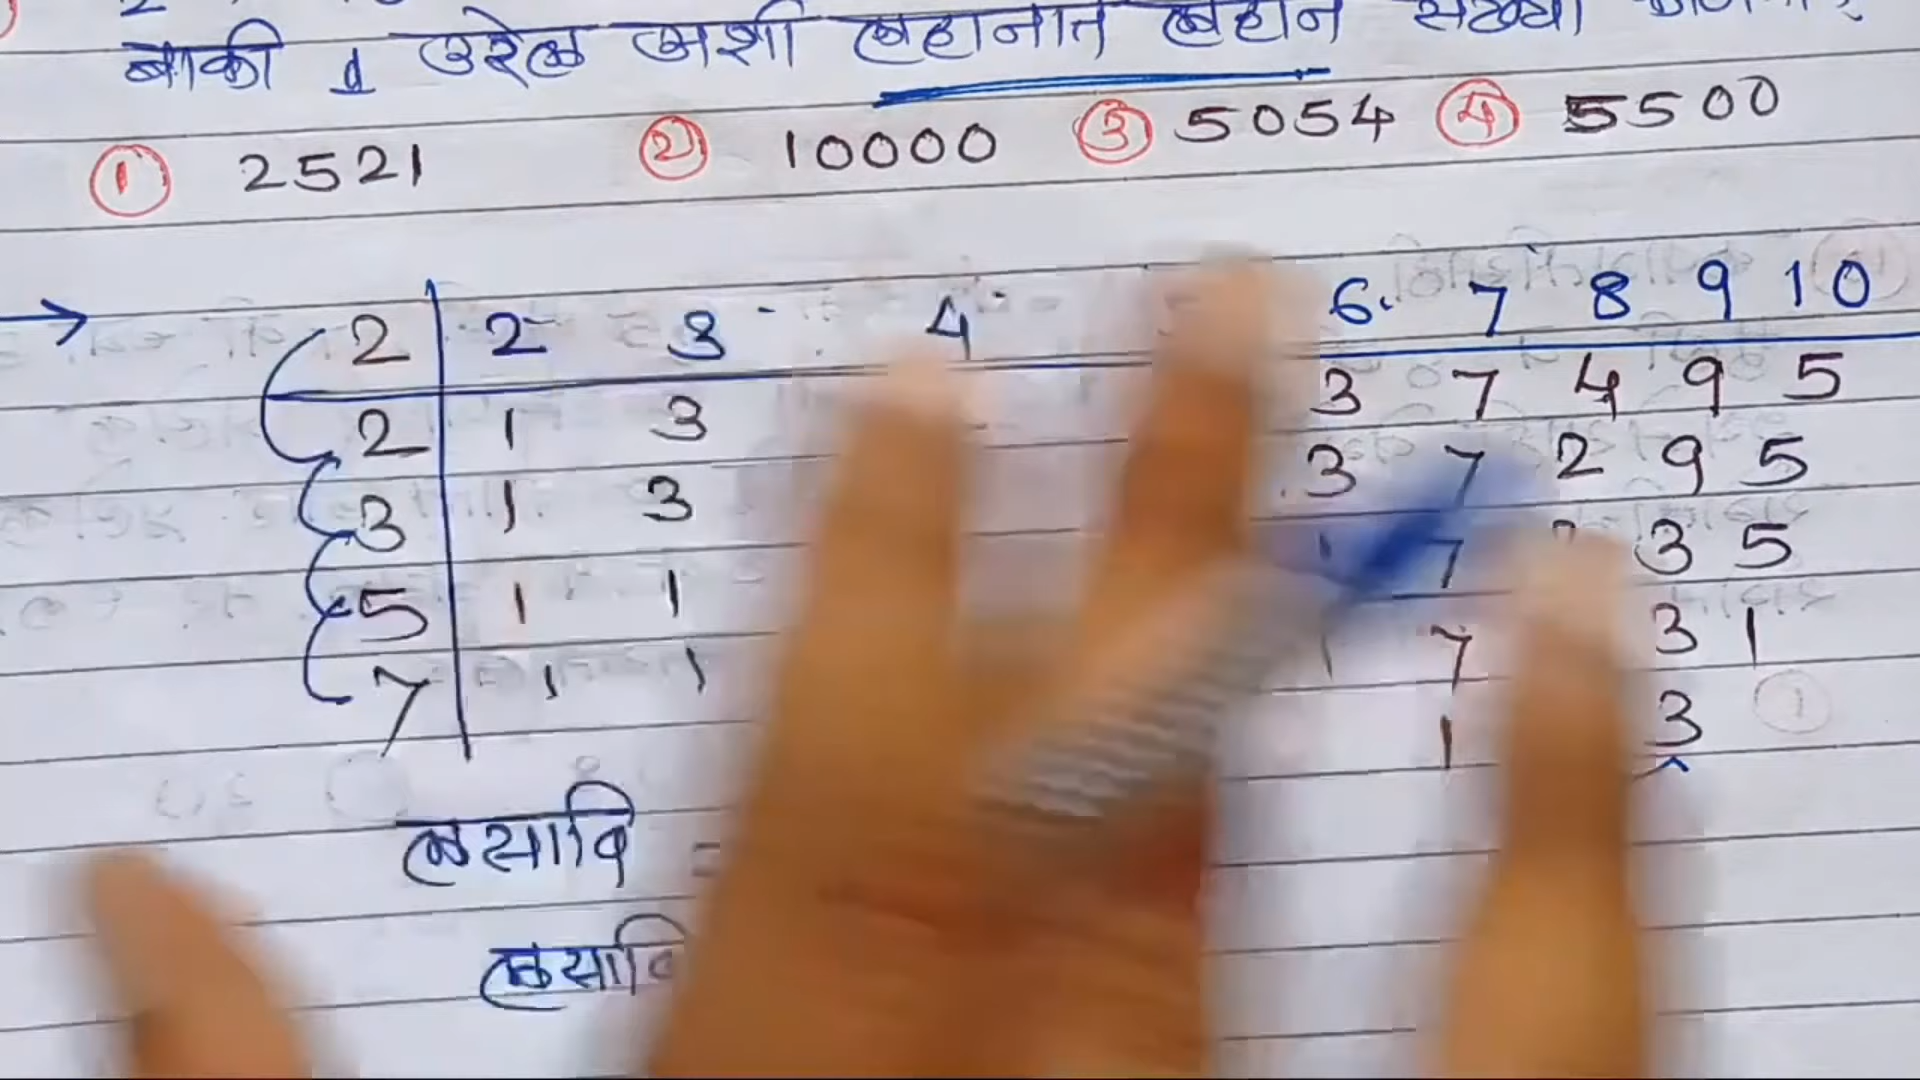 बाकी 1 उरेल अशी लहानात लहान संख्या
① 2521 ② 10000 ③ 5054 ④ 5500
2 2 3 4 6 7 8 9 10
2 1 3 3 7 4 9 5
3 1 3 3 7 2 9 5
5 1 1 1 7 3 5
7 1 1 1 7 3 1
1 3
लसावि =
लसावि